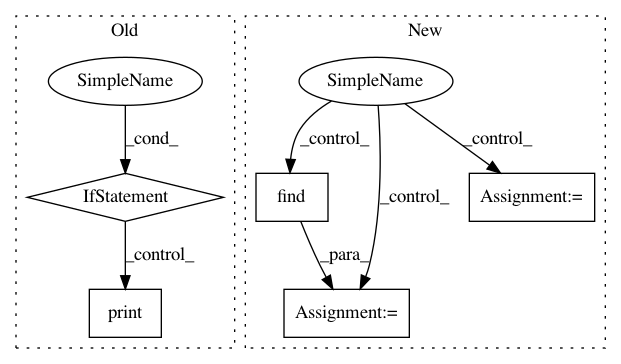 Old
New
SimpleName
SimpleName
_cond_
_control_
_control_
IfStatement
find
_control_
Assignment:=
_control_
_para_
print
Assignment:=